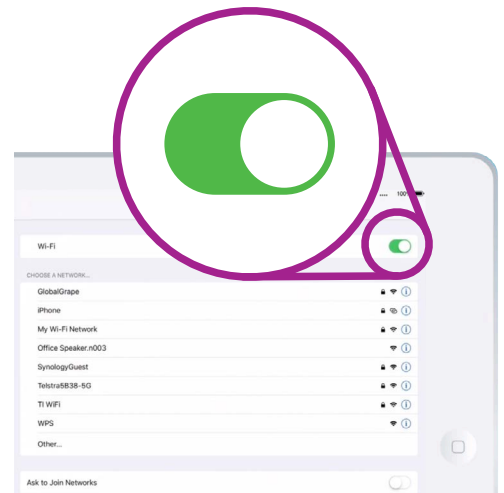 100%
Wi-Fi
CHOOSE A NETWORK...
GlobalGrape
iPhone
My Wi-Fi Network
Office Speaker.n003
SynologyGuest
Telstra5B38-5G
TI WiFi
WPS
Other...
Ask to Join Networks